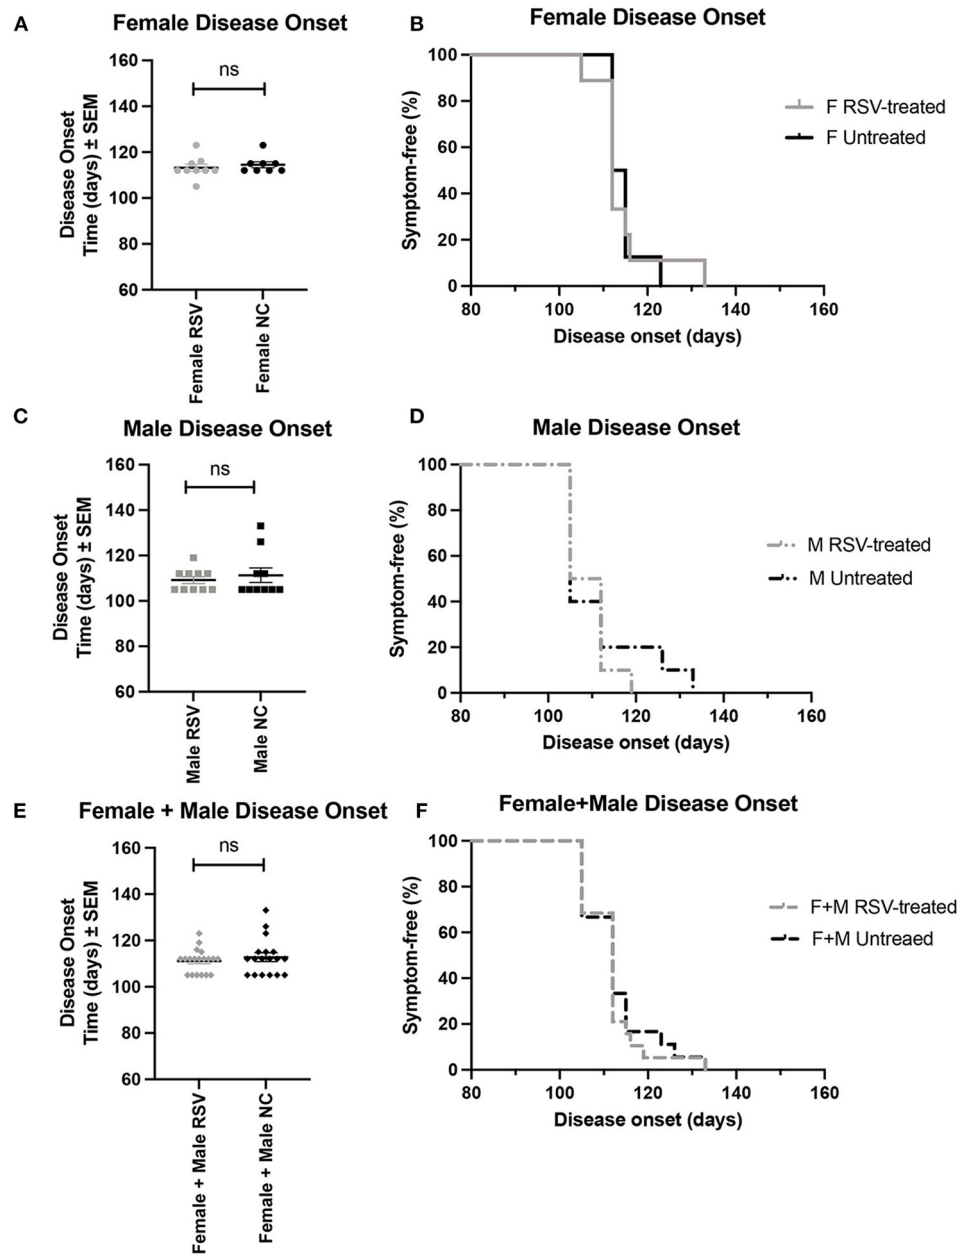 A
Female Disease Onset
160
140
120
100
80
60
Disease Onset
Time (days) ± SEM
ns
Female RSV
Female NC
B
Female Disease Onset
100
80
60
40
20
0
Symptom-free (%)
80
100
120
140
160
Disease onset (days)
F RSV-treated
F Untreated
C
Male Disease Onset
160
140
120
100
80
60
Disease Onset
Time (days) ± SEM
ns
Male RSV
Male NC
D
Male Disease Onset
100
80
60
40
20
0
Symptom-free (%)
80
100
120
140
160
Disease onset (days)
M RSV-treated
M Untreated
E
Female + Male Disease Onset
160
140
120
100
80
60
Disease Onset
Time (days) ± SEM
ns
Female + Male RSV
Female + Male NC
F
Female+Male Disease Onset
100
80
60
40
20
0
Symptom-free (%)
80
100
120
140
160
Disease onset (days)
F+M RSV-treated
F+M Untreaed